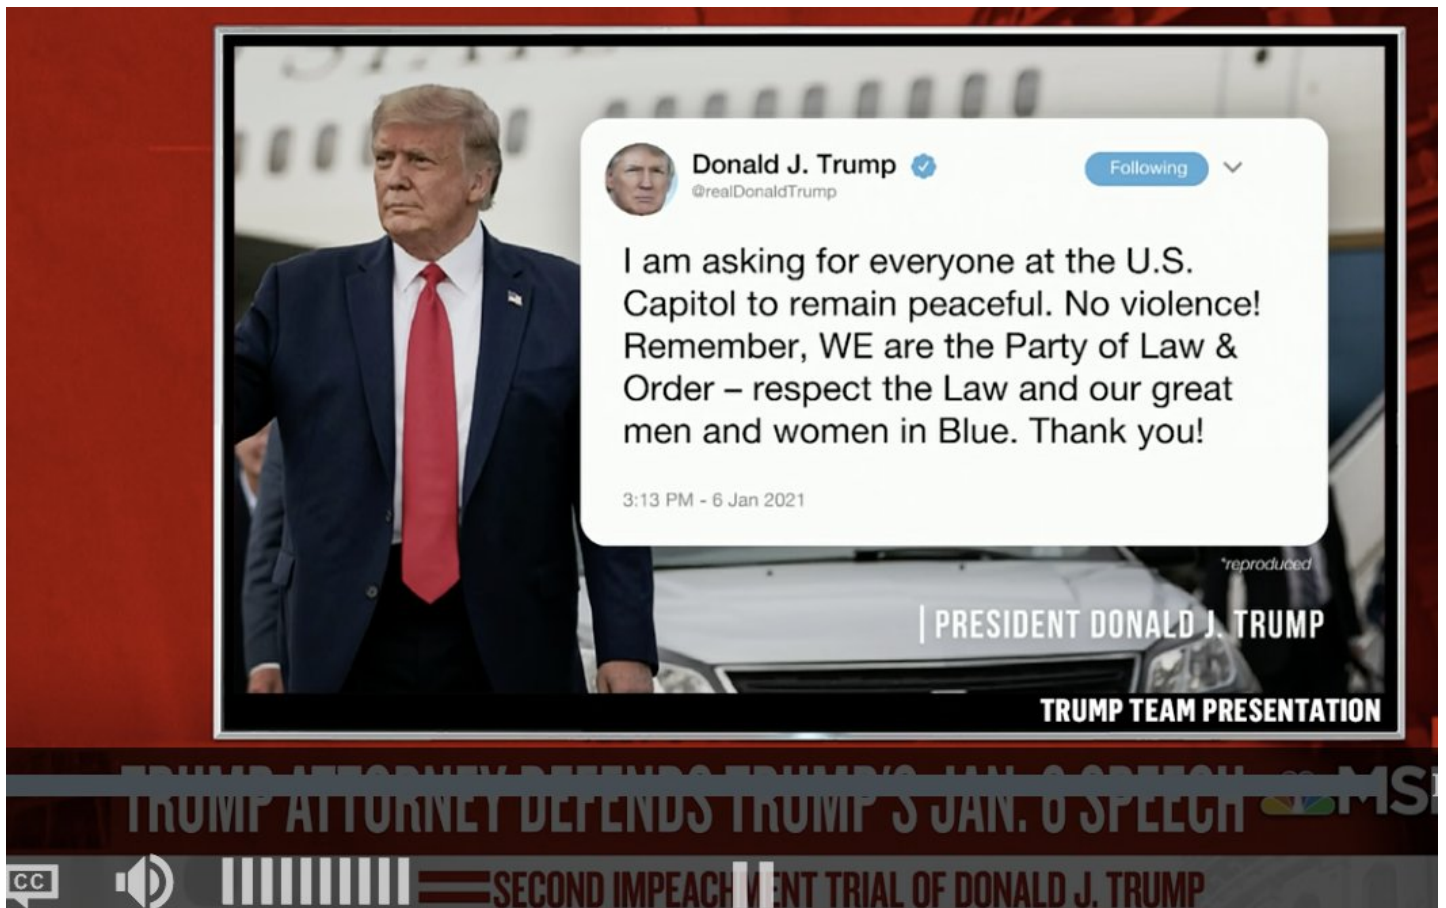 Donald J. Trump
Following
@realDonaldTrump
I am asking for everyone at the U.S.
Capitol to remain peaceful. No violence!
Remember, WE are the Party of Law &
Order – respect the Law and our great
men and women in Blue. Thank you!
3:13 PM - 6 Jan 2021
*reproduced
PRESIDENT DONALD J. TRUMP
TRUMP TEAM PRESENTATION
TRUMP ATTORNEY DEFENDS TRUMP'S JAN. 6 SPEECH
MS
CC
SECOND IMPEACHMENT TRIAL OF DONALD J. TRUMP